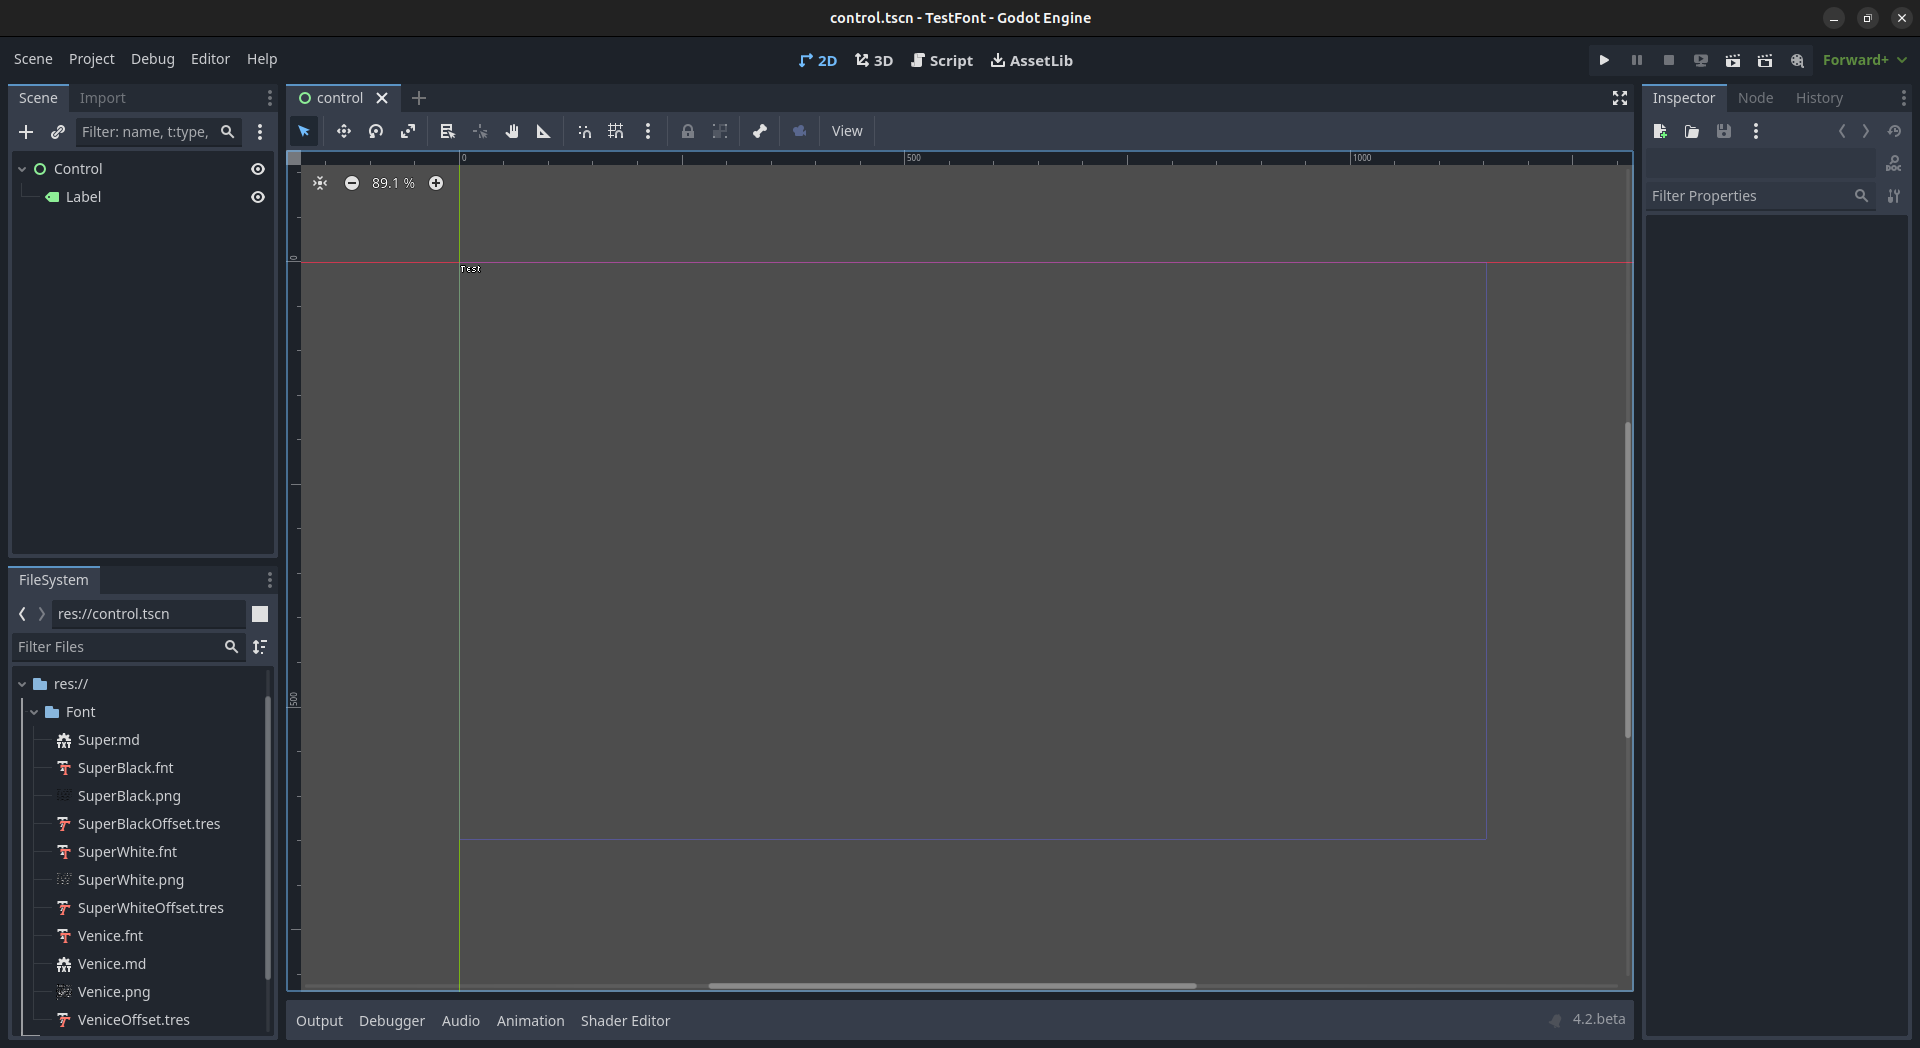 control.tscn - TestFont - Godot Engine
Scene Project Debug Editor Help
2D 3D Script AssetLib
Forward+
Scene Import
Filter: name, t:type,
Control
Label
FileSystem
res://control.tscn
Filter Files
res://
Font
Super.md
SuperBlack.fnt
SuperBlack.png
SuperBlackOffset.tres
SuperWhite.fnt
SuperWhite.png
SuperWhiteOffset.tres
Venice.fnt
Venice.md
Venice.png
VeniceOffset.tres
control
View
0 500 1000
89.1 %
0
Test
500
Output Debugger Audio Animation Shader Editor
4.2.beta
Inspector Node History
DOC
Filter Properties